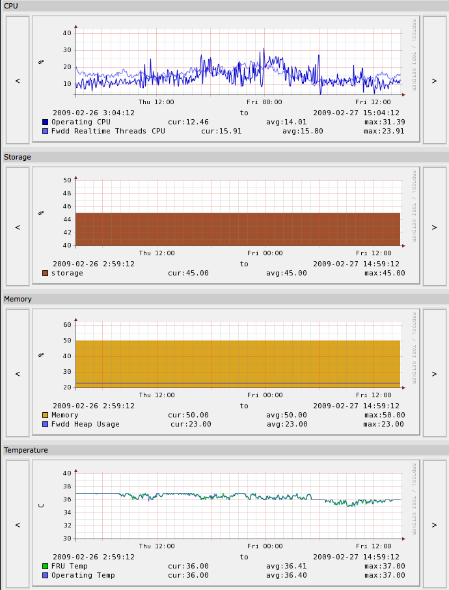 CPU
40
30
20
10
%
Thu 12:00 Fri 00:00 Fri 12:00
2009-02-26 3:04:12 to 2009-02-27 15:04:12
Operating CPU cur:12.46 avg:14.01 max:31.39
Fwdd Realtime Threads CPU cur:15.91 avg:15.80 max:23.91
<
>
RRDTOOL / TOBI OETIKER
Storage
50
48
46
44
42
40
%
Thu 12:00 Fri 00:00 Fri 12:00
2009-02-26 2:59:12 to 2009-02-27 14:59:12
storage cur:45.00 avg:45.00 max:45.00
<
>
RRDTOOL / TOBI OETIKER
Memory
60
50
40
30
20
%
Thu 12:00 Fri 00:00 Fri 12:00
2009-02-26 2:59:12 to 2009-02-27 14:59:12
Memory cur:50.00 avg:50.00 max:50.00
Fwdd Heap Usage cur:23.00 avg:23.00 max:23.00
<
>
RRDTOOL / TOBI OETIKER
Temperature
40
38
36
34
32
30
C
Thu 12:00 Fri 00:00 Fri 12:00
2009-02-26 2:59:12 to 2009-02-27 14:59:12
FRU Temp cur:36.00 avg:36.41 max:37.00
Operating Temp cur:36.00 avg:36.40 max:37.00
<
>
RRDTOOL / TOBI OETIKER